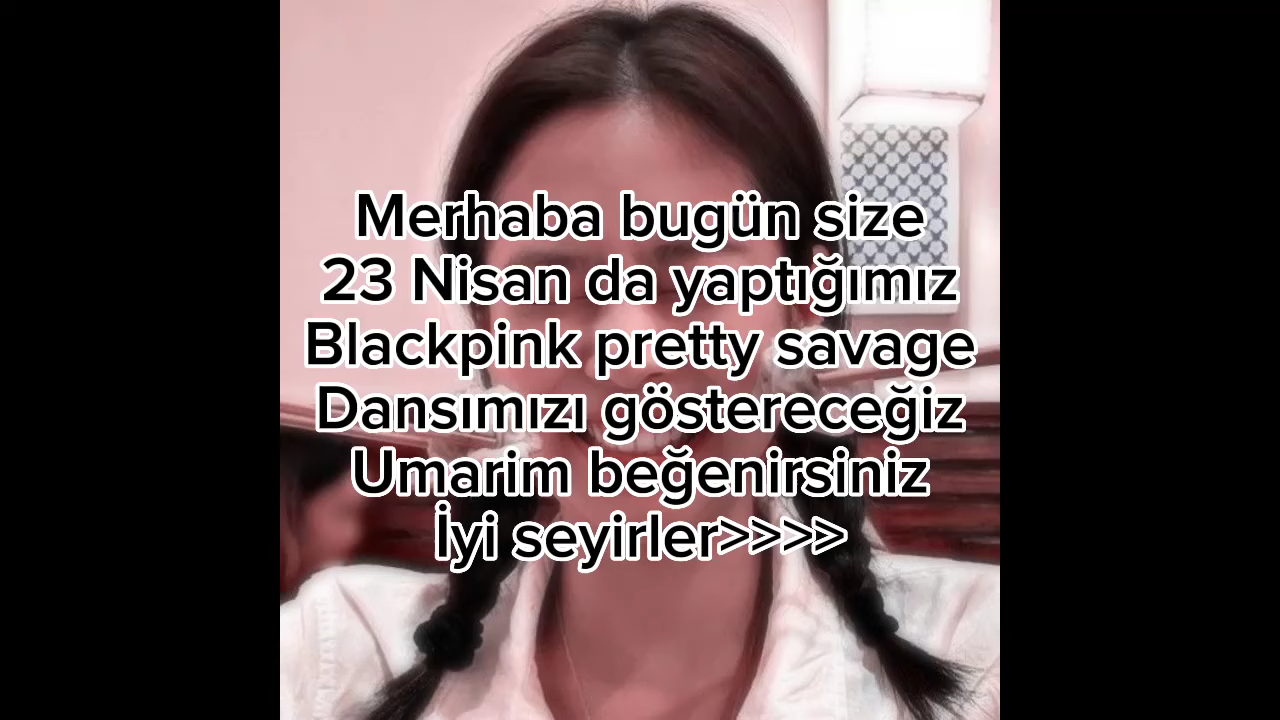 Merhaba bugün size
23 Nisan da yaptığımız
Blackpink pretty savage
Dansımızı göstereceğiz
Umarim beğenirsiniz
İyi seyirler>>>>